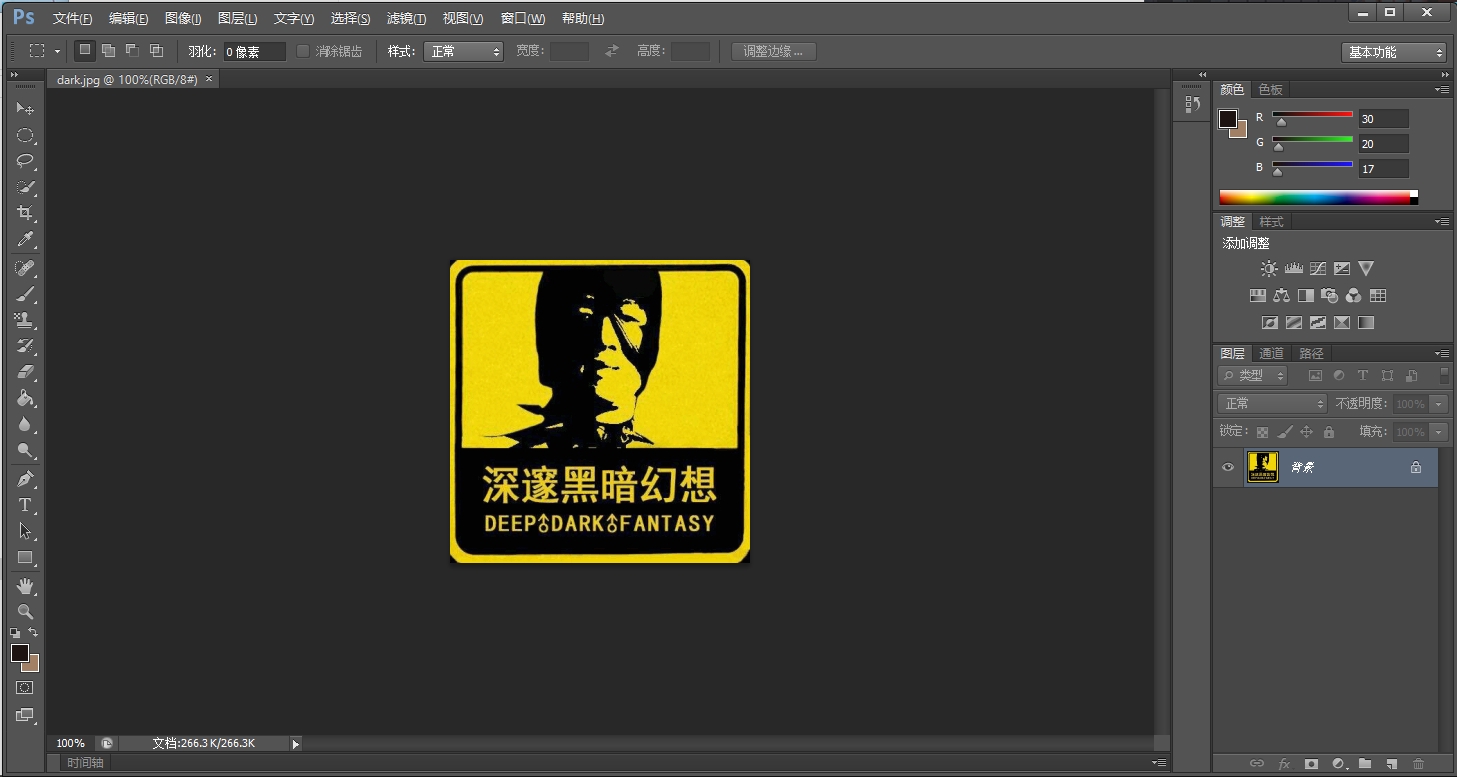 Ps 文件(F) 编辑(E) 图像(I) 图层(L) 文字(Y) 选择(S) 滤镜(T) 视图(V) 窗口(W) 帮助(H)
羽化: 0 像素 消除锯齿 样式: 正常 宽度: 高度: 调整边缘... 基本功能
dark.jpg @ 100%(RGB/8#) ×
颜色 色板
R 30
G 20
B 17
调整 样式
添加调整
图层 通道 路径
类型
正常 不透明度: 100%
锁定: 填充: 100%
背景
深邃黑暗幻想
DEEP♂DARK♂FANTASY
100% 文档:266.3K/266.3K
时间轴
fx